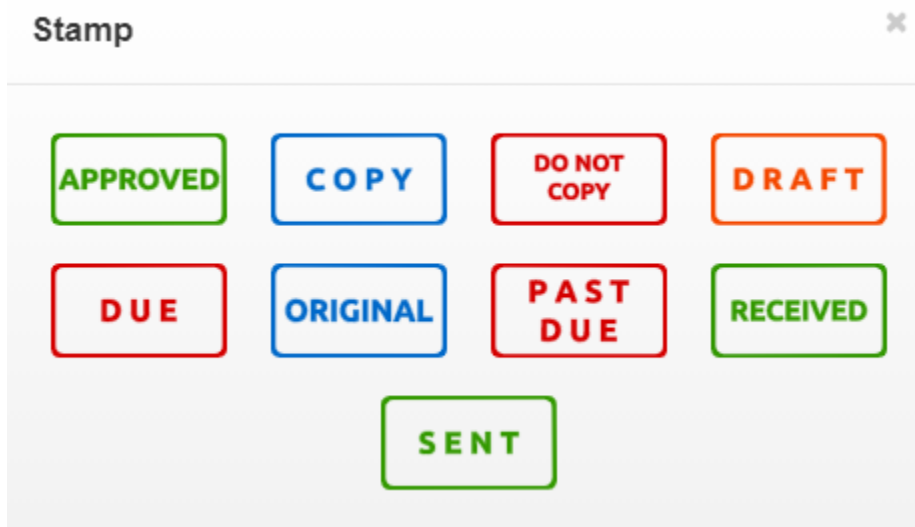 Stamp
APPROVED
COPY
DO NOT
COPY
DRAFT
DUE
ORIGINAL
PAST
DUE
RECEIVED
SENT